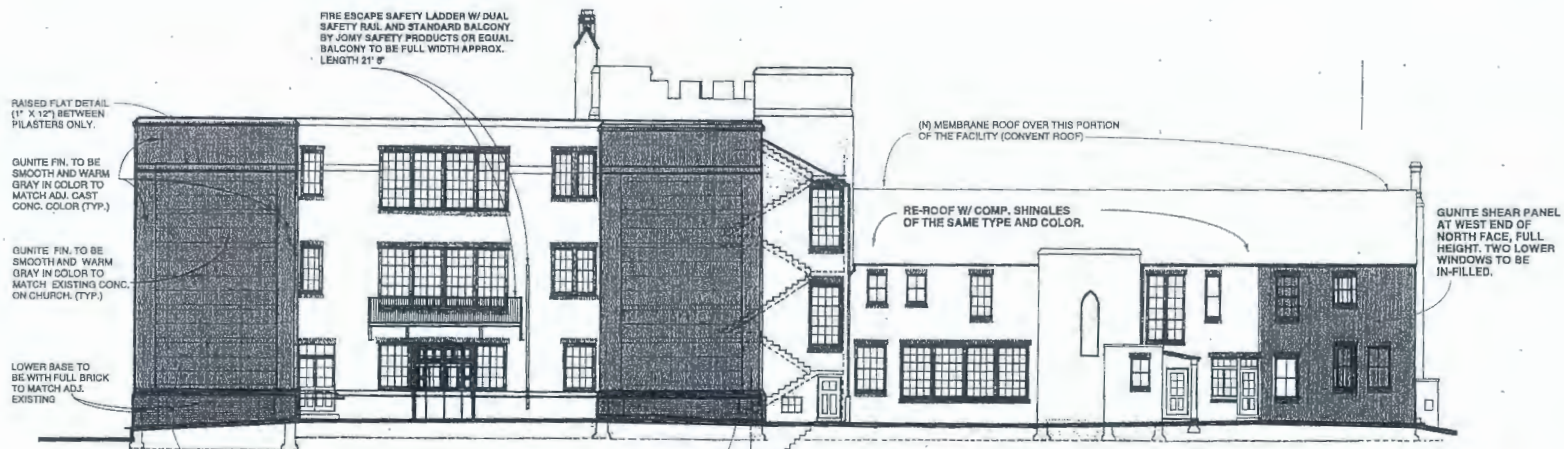 FIRE ESCAPE SAFETY LADDER W/ DUAL
SAFETY RAIL AND STANDARD BALCONY
BY JOMY SAFETY PRODUCTS OR EQUAL.
BALCONY TO BE FULL WIDTH APPROX.
LENGTH 21' 6"
RAISED FLAT DETAIL
(1" X 12") BETWEEN
PILASTERS ONLY.
GUNITE FIN. TO BE
SMOOTH AND WARM
GRAY IN COLOR TO
MATCH ADJ. CAST
CONC. COLOR (TYP.)
GUNITE FIN. TO BE
SMOOTH AND WARM
GRAY IN COLOR TO
MATCH EXISTING CONC.
ON CHURCH. (TYP.)
LOWER BASE TO
BE WITH FULL BRICK
TO MATCH ADJ.
EXISTING
(N) MEMBRANE ROOF OVER THIS PORTION
OF THE FACILITY (CONVENT ROOF)
RE-ROOF W/ COMP. SHINGLES
OF THE SAME TYPE AND COLOR.
GUNITE SHEAR PANEL
AT WEST END OF
NORTH FACE, FULL
HEIGHT. TWO LOWER
WINDOWS TO BE
IN-FILLED.